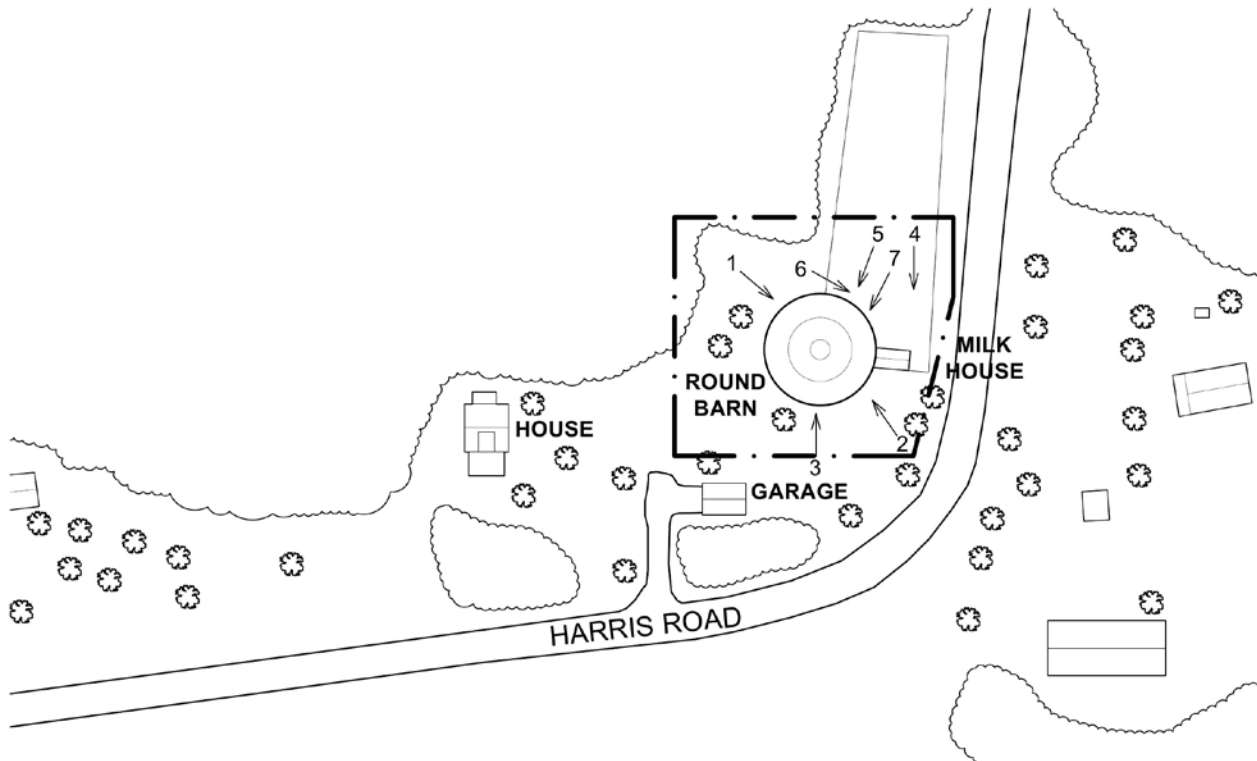 5
4
1
6
7
MILK
HOUSE
ROUND
BARN
HOUSE
2
3
GARAGE
HARRIS ROAD